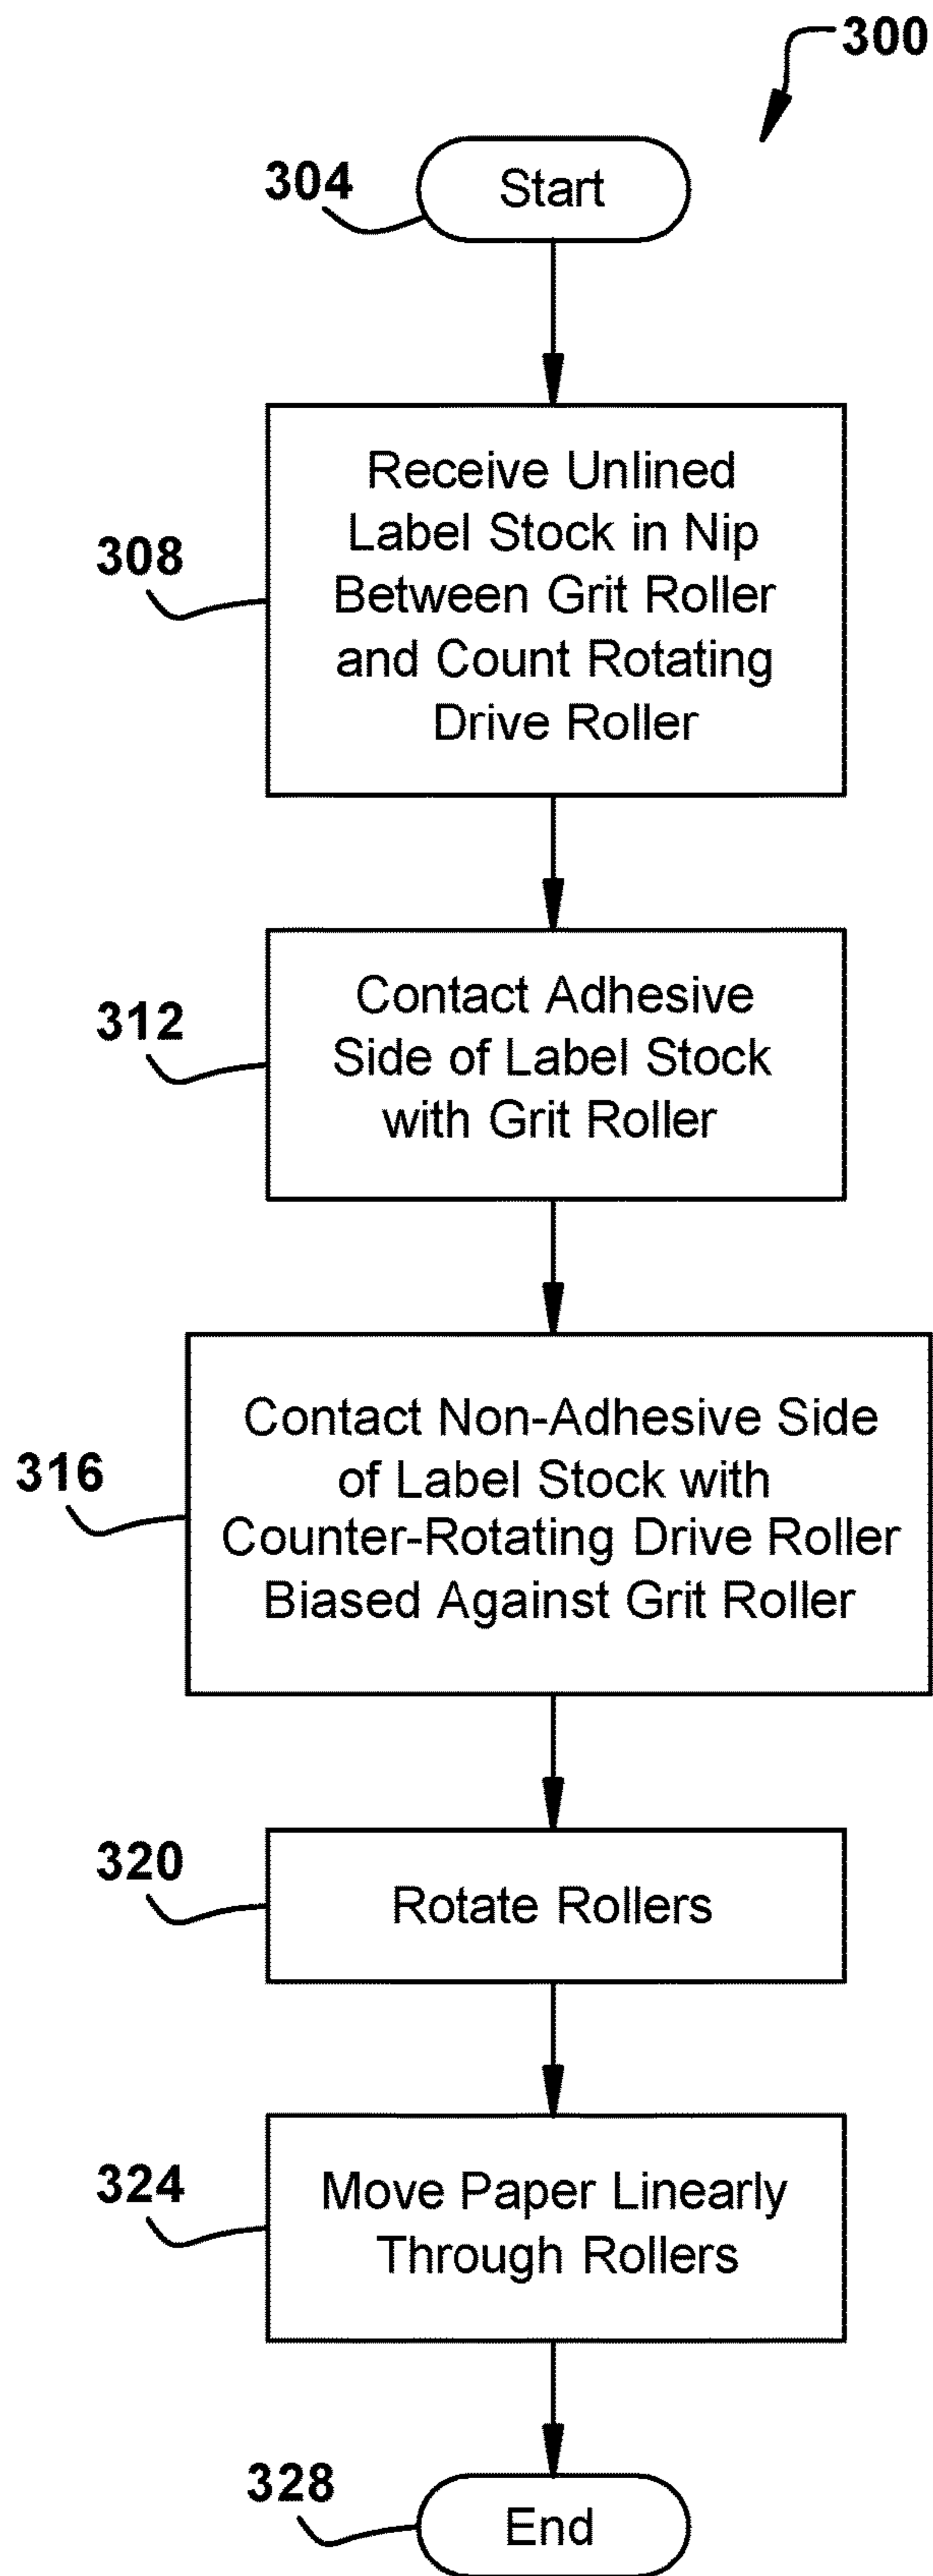 300
304
Start
308
Receive Unlined
Label Stock in Nip
Between Grit Roller
and Count Rotating
Drive Roller
312
Contact Adhesive
Side of Label Stock
with Grit Roller
316
Contact Non-Adhesive Side
of Label Stock with
Counter-Rotating Drive Roller
Biased Against Grit Roller
320
Rotate Rollers
324
Move Paper Linearly
Through Rollers
328
End